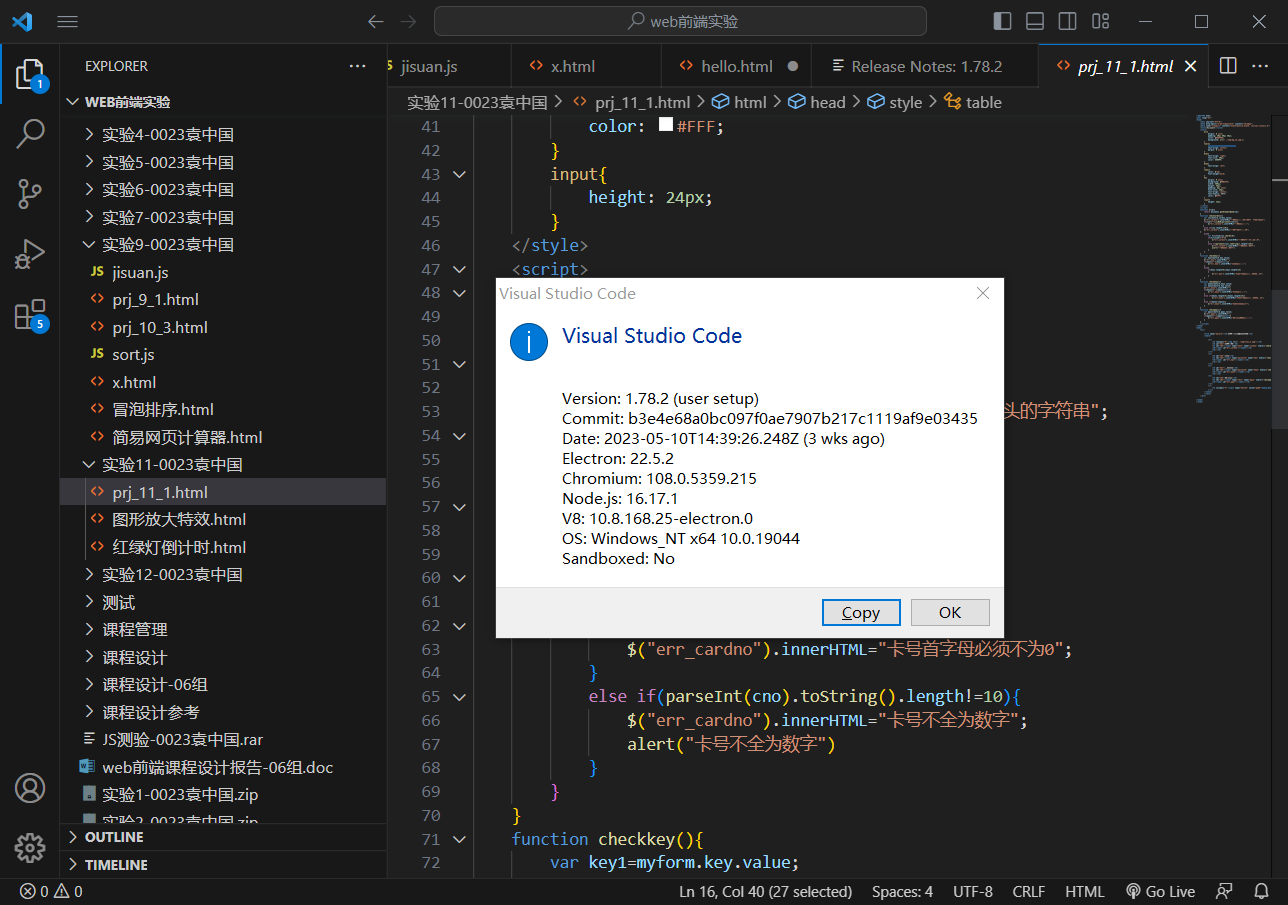 web前端实验
EXPLORER
jisuan.js
x.html
hello.html
Release Notes: 1.78.2
prj_11_1.html
1
WEB前端实验
实验4-0023袁中国
实验5-0023袁中国
实验6-0023袁中国
实验7-0023袁中国
实验9-0023袁中国
JS jisuan.js
prj_9_1.html
prj_10_3.html
JS sort.js
x.html
冒泡排序.html
简易网页计算器.html
实验11-0023袁中国
prj_11_1.html
图形放大特效.html
红绿灯倒计时.html
实验12-0023袁中国
测试
课程管理
课程设计
课程设计-06组
课程设计参考
JS测验-0023袁中国.rar
web前端课程设计报告-06组.doc
实验1-0023袁中国.zip
实验2-0023袁中国.zip
OUTLINE
TIMELINE
5
实验11-0023袁中国 > prj_11_1.html > html > head > style > table
41 color: #FFF;
42 }
43 input{
44 height: 24px;
45 }
46 </style>
47 <script>
48
49
50
51
52
53 头的字符串";
54
55
56
57
58
59
60
61
62
63 $("err_cardno").innerHTML="卡号首字母必须不为0";
64 }
65 else if(parseInt(cno).toString().length!=10){
66 $("err_cardno").innerHTML="卡号不全为数字";
67 alert("卡号不全为数字")
68 }
69 }
70 }
71 function checkkey(){
72 var key1=myform.key.value;
Visual Studio Code
Visual Studio Code
Version: 1.78.2 (user setup)
Commit: b3e4e68a0bc097f0ae7907b217c1119af9e03435
Date: 2023-05-10T14:39:26.248Z (3 wks ago)
Electron: 22.5.2
Chromium: 108.0.5359.215
Node.js: 16.17.1
V8: 10.8.168.25-electron.0
OS: Windows_NT x64 10.0.19044
Sandboxed: No
Copy
OK
0 0
Ln 16, Col 40 (27 selected)
Spaces: 4
UTF-8
CRLF
HTML
Go Live